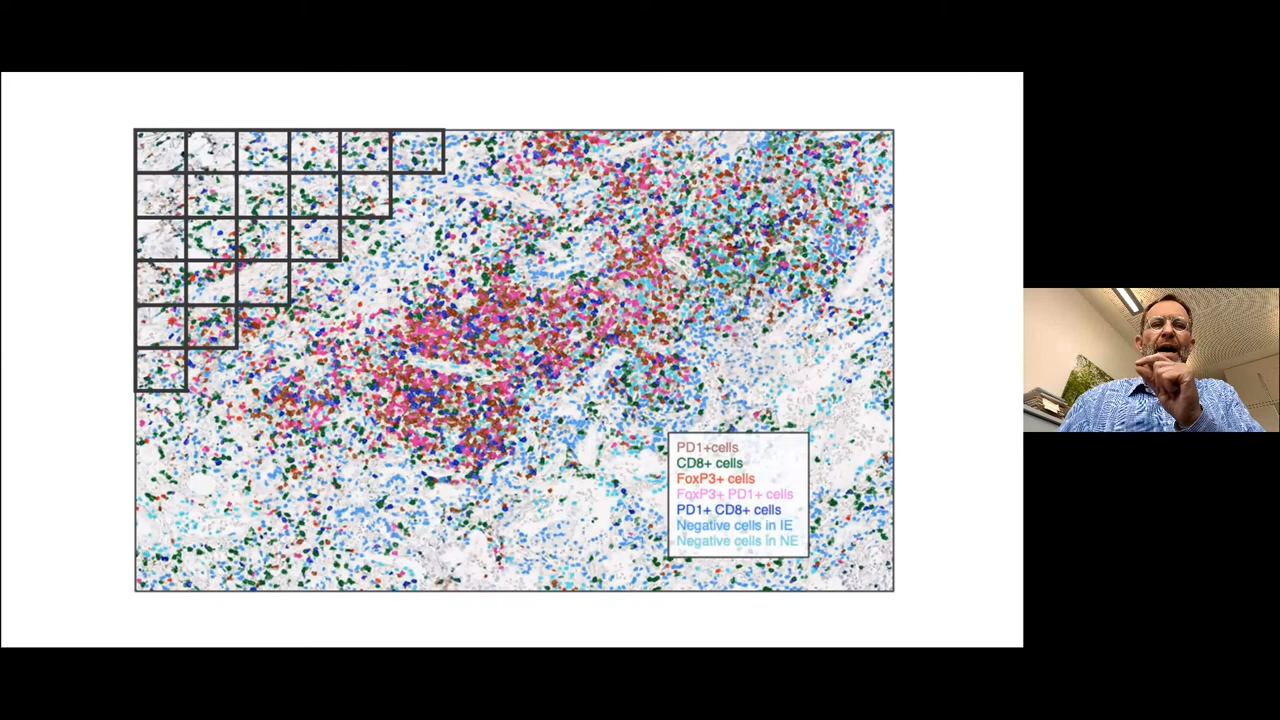 PD1+cells
CD8+ cells
FoxP3+ cells
FoxP3+ PD1+ cells
PD1+ CD8+ cells
Negative cells in IE
Negative cells in NE